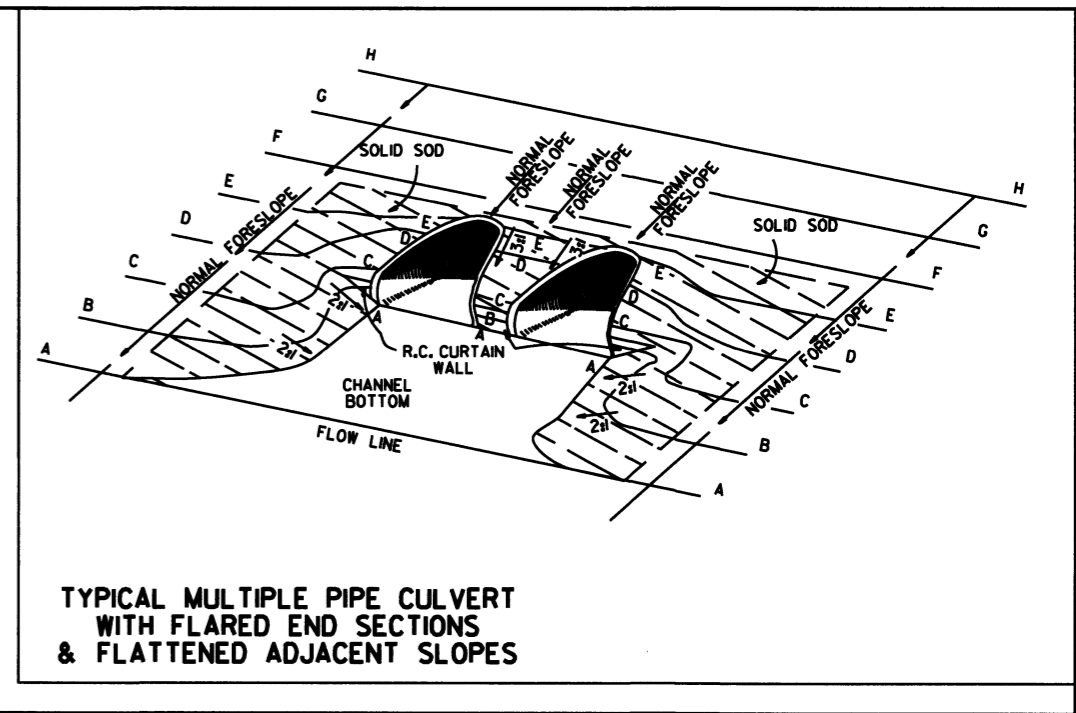 H
G
F
E
D
C
B
A
SOLID SOD
NORMAL FORESLOPE
NORMAL
FORESLOPE
NORMAL
FORESLOPE
NORMAL
FORESLOPE
SOLID SOD
H
G
F
E
D
C
B
A
NORMAL FORESLOPE
E
D
C
A
3:1
E
D
C
B
A
3:1
E
D
C
A
2:1
2:1
2:1
2:1
R.C. CURTAIN
WALL
CHANNEL
BOTTOM
FLOW LINE
TYPICAL MULTIPLE PIPE CULVERT
WITH FLARED END SECTIONS
& FLATTENED ADJACENT SLOPES